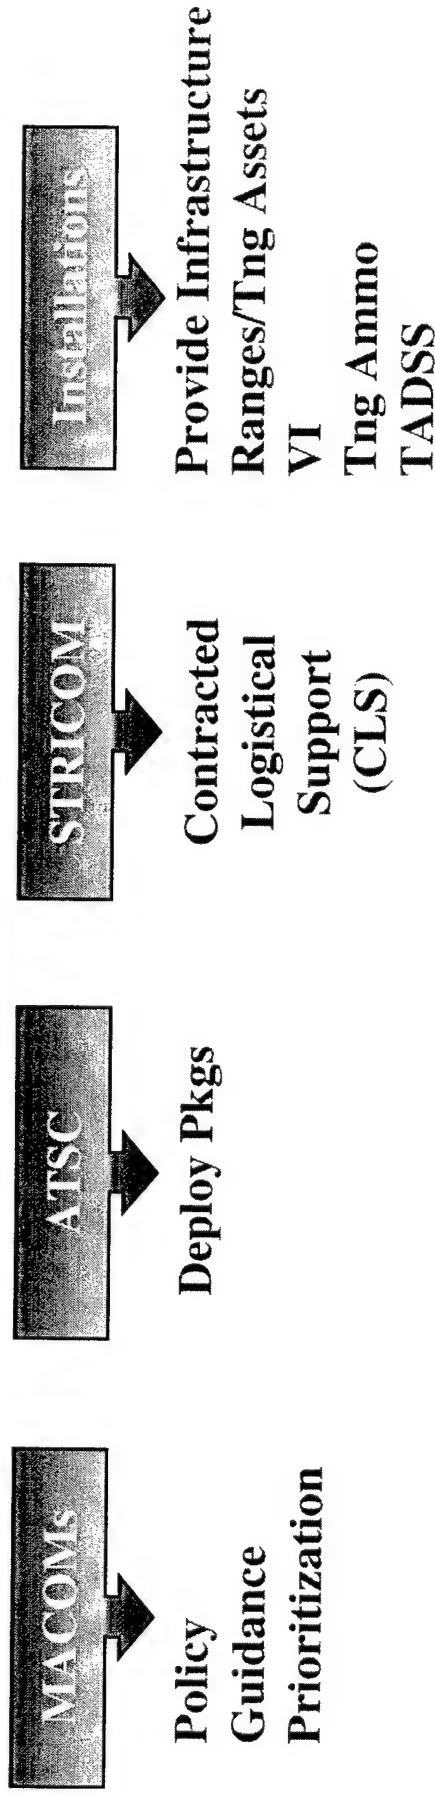 MACOMs
Policy
Guidance
Prioritization
ATSC
Deploy Pkgs
STRICOM
Contracted
Logistical
Support
(CLS)
Installations
Provide Infrastructure
Ranges/Tng Assets
VI
Tng Ammo
TADSS